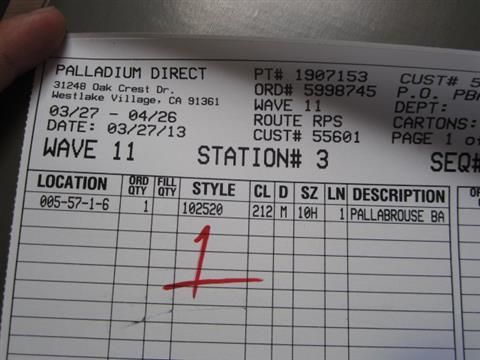 PALLADIUM DIRECT
31248 Oak Crest Dr.
Westlake Village, CA 91361
03/27 - 04/26
DATE: 03/27/13
PT# 1907153
ORD# 5998745
WAVE 11
ROUTE RPS
CUST# 55601
CUST# 5
P.O. PB
DEPT:
CARTONS:
PAGE 1 o
WAVE 11 STATION# 3 SEQ#
LOCATION ORD QTY FILL QTY STYLE CL D SZ LN DESCRIPTION
005-57-1-6 1 102520 212 M 10H 1 PALLABROUSE BA
1